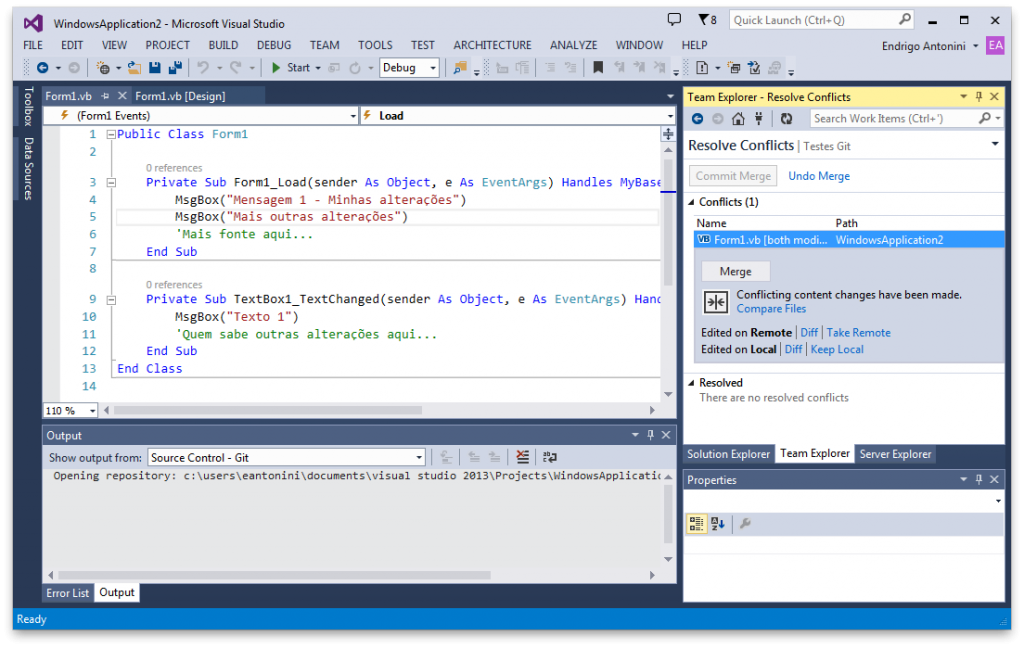 WindowsApplication2 - Microsoft Visual Studio
8
Quick Launch (Ctrl+Q)
FILE EDIT VIEW PROJECT BUILD DEBUG TEAM TOOLS TEST ARCHITECTURE ANALYZE WINDOW HELP
Endrigo Antonini
EA
Start
Debug
Toolbox
Data Sources
Form1.vb
Form1.vb [Design]
(Form1 Events)
Load
1 Public Class Form1
2
0 references
3 Private Sub Form1_Load(sender As Object, e As EventArgs) Handles MyBase
4 MsgBox("Mensagem 1 - Minhas alterações")
5 MsgBox("Mais outras alterações")
6 'Mais fonte aqui...
7 End Sub
8
0 references
9 Private Sub TextBox1_TextChanged(sender As Object, e As EventArgs) Hand
10 MsgBox("Texto 1")
11 'Quem sabe outras alterações aqui...
12 End Sub
13 End Class
14
110 %
Output
Show output from: Source Control - Git
Opening repository: c:\users\eantonini\documents\visual studio 2013\Projects\WindowsApplicatic
Error List
Output
Team Explorer - Resolve Conflicts
Search Work Items (Ctrl+')
Resolve Conflicts | Testes Git
Commit Merge
Undo Merge
Conflicts (1)
Name Path
VB Form1.vb [both modi... WindowsApplication2
Merge
Conflicting content changes have been made.
Compare Files
Edited on Remote | Diff | Take Remote
Edited on Local | Diff | Keep Local
Resolved
There are no resolved conflicts
Solution Explorer Team Explorer Server Explorer
Properties
Ready